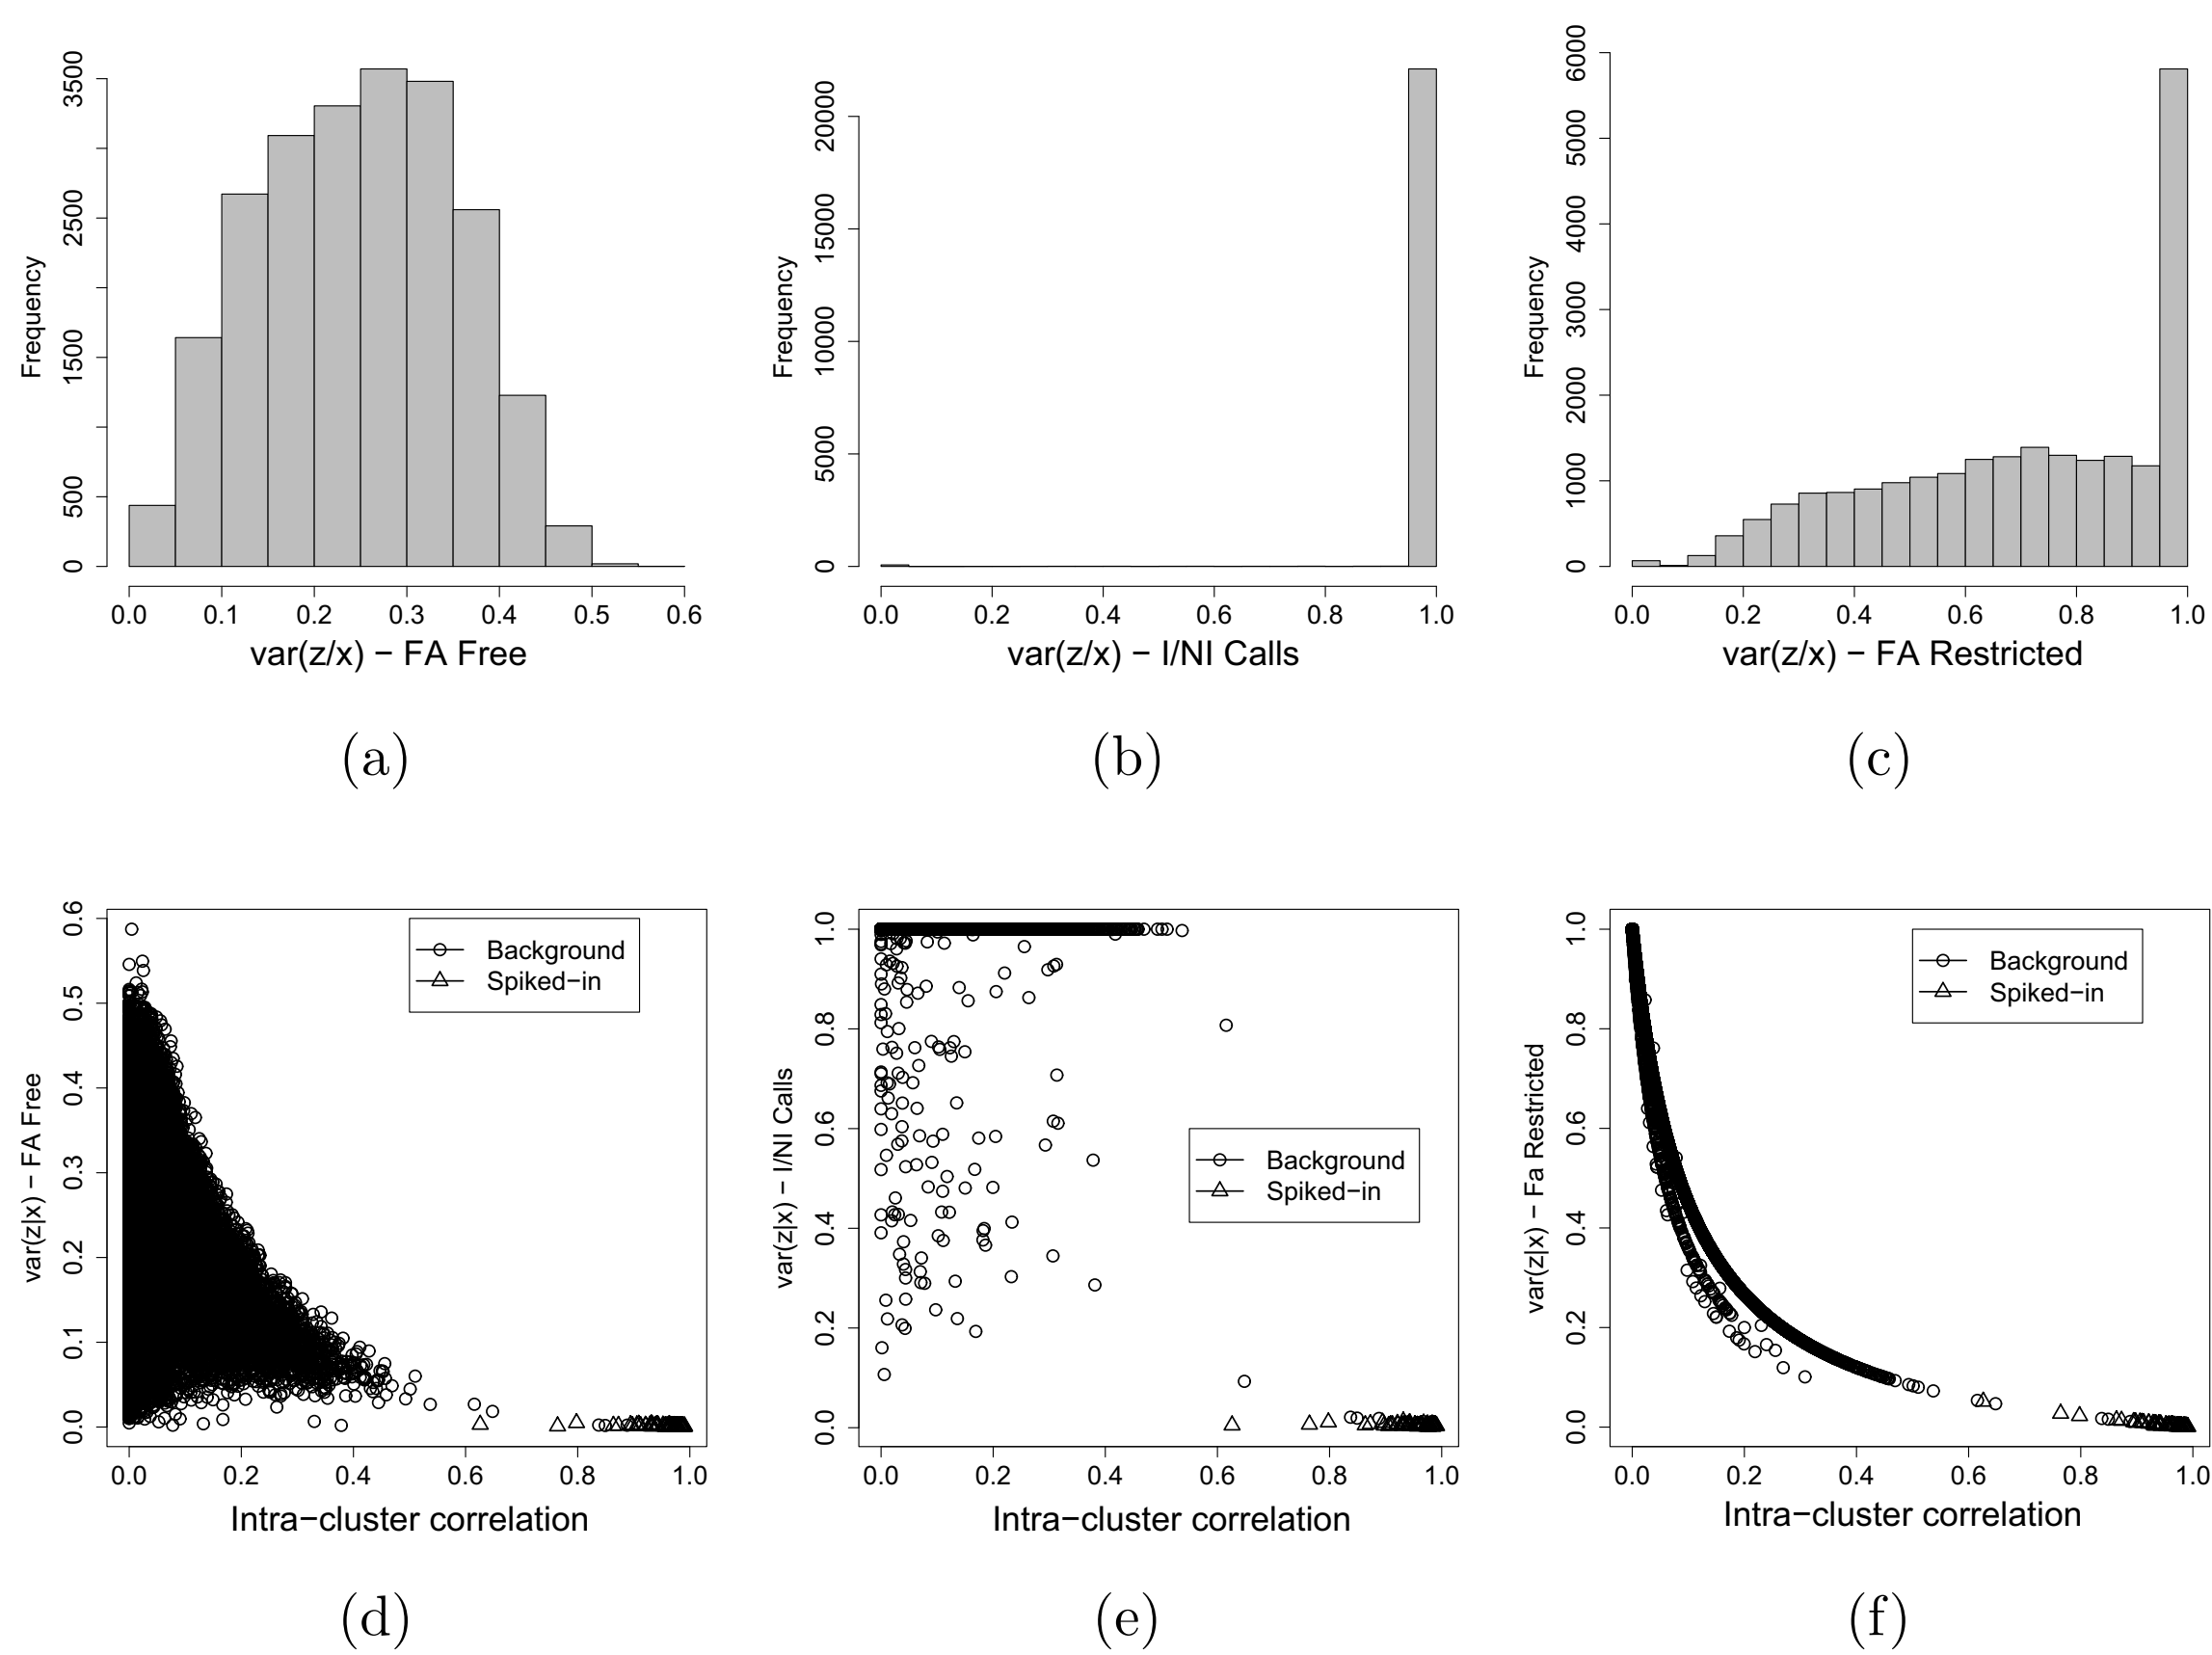 Frequency
0 500 1500 2500 3500
0.0 0.1 0.2 0.3 0.4 0.5 0.6
var(z/x) − FA Free
(a)
Frequency
0 5000 10000 15000 20000
0.0 0.2 0.4 0.6 0.8 1.0
var(z/x) − I/NI Calls
(b)
Frequency
0 1000 2000 3000 4000 5000 6000
0.0 0.2 0.4 0.6 0.8 1.0
var(z/x) − FA Restricted
(c)
var(z|x) − FA Free
0.0 0.1 0.2 0.3 0.4 0.5 0.6
Background
Spiked−in
0.0 0.2 0.4 0.6 0.8 1.0
Intra−cluster correlation
(d)
var(z|x) − I/NI Calls
0.0 0.2 0.4 0.6 0.8 1.0
Background
Spiked−in
0.0 0.2 0.4 0.6 0.8 1.0
Intra−cluster correlation
(e)
var(z|x) − Fa Restricted
0.0 0.2 0.4 0.6 0.8 1.0
Background
Spiked−in
0.0 0.2 0.4 0.6 0.8 1.0
Intra−cluster correlation
(f)